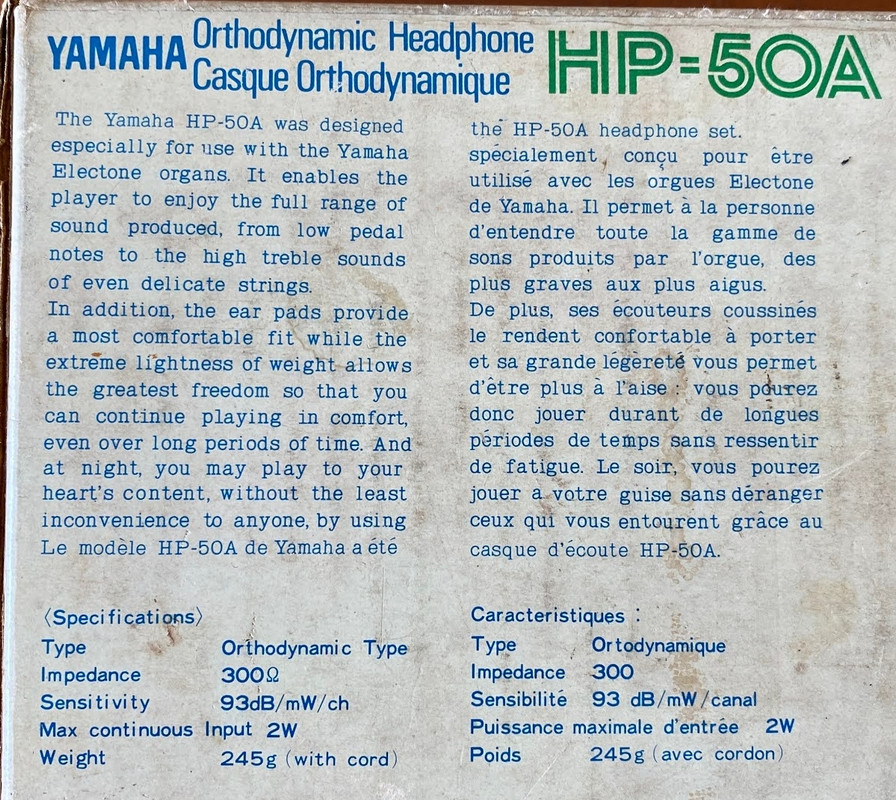 YAMAHA Orthodynamic Headphone HP-50A
Casque Orthodynamique
The Yamaha HP-50A was designed
especially for use with the Yamaha
Electone organs. It enables the
player to enjoy the full range of
sound produced, from low pedal
notes to the high treble sounds
of even delicate strings.
In addition, the ear pads provide
a most comfortable fit while the
extreme lightness of weight allows
the greatest freedom so that you
can continue playing in comfort,
even over long periods of time. And
at night, you may play to your
heart's content, without the least
inconvenience to anyone, by using
Le modèle HP-50A de Yamaha a été
the HP-50A headphone set.
spécialement conçu pour être
utilisé avec les orgues Electone
de Yamaha. Il permet à la personne
d'entendre toute la gamme de
sons produits par l'orgue, des
plus graves aux plus aigus.
De plus, ses écouteurs coussinés
le rendent confortable à porter
et sa grande légèreté vous permet
d'être plus à l'aise : vous pourez
donc jouer durant de longues
périodes de temps sans ressentir
de fatigue. Le soir, vous pourez
jouer a votre guise sans déranger
ceux qui vous entourent grâce au
casque d'écoute HP-50A.
〈Specifications〉
Type Orthodynamic Type
Impedance 300Ω
Sensitivity 93dB/mW/ch
Max continuous Input 2W
Weight 245g (with cord)
Caracteristiques :
Type Ortodynamique
Impedance 300
Sensibilité 93 dB/mW/canal
Puissance maximale d'entrée 2W
Poids 245g (avec cordon)